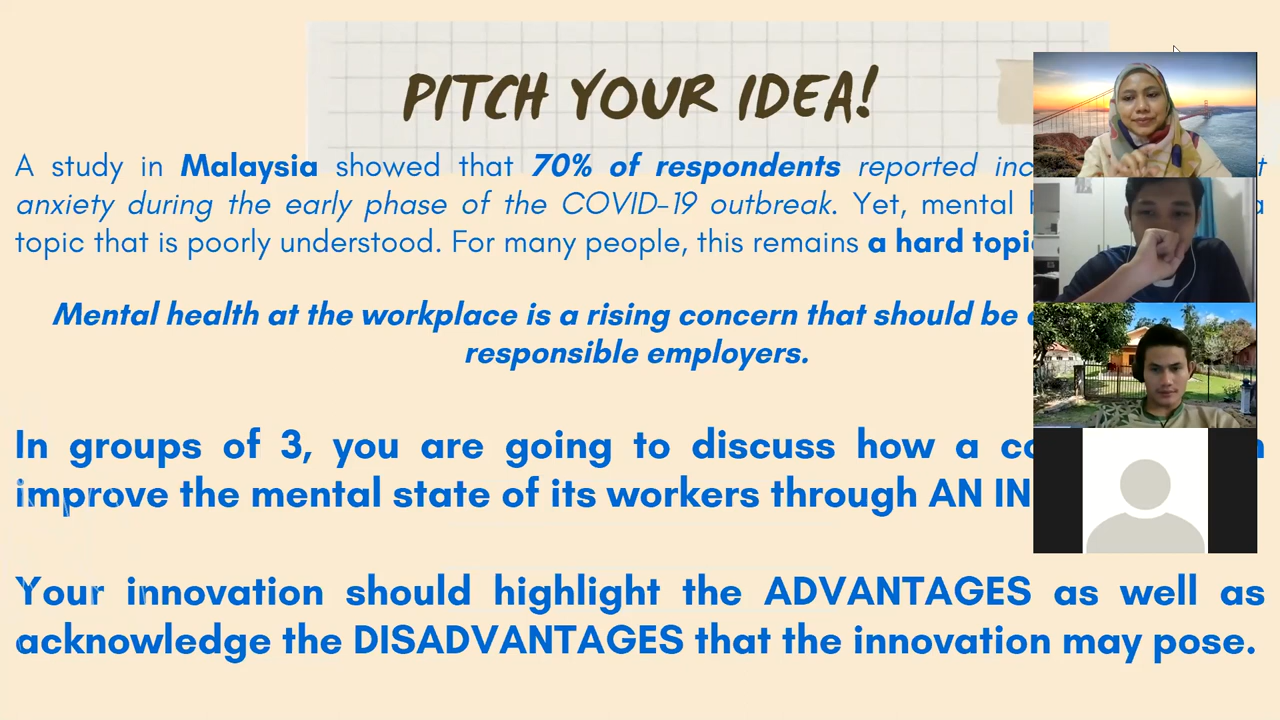 PITCH YOUR IDEA!
A study in Malaysia showed that 70% of respondents reported
anxiety during the early phase of the COVID-19 outbreak. Yet, mental a
topic that is poorly understood. For many people, this remains a hard
Mental health at the workplace is a rising concern that should be
responsible employers.
In groups of 3, you are going to discuss how a
improve the mental state of its workers through AN
Your innovation should highlight the ADVANTAGES as well as
acknowledge the DISADVANTAGES that the innovation may pose.